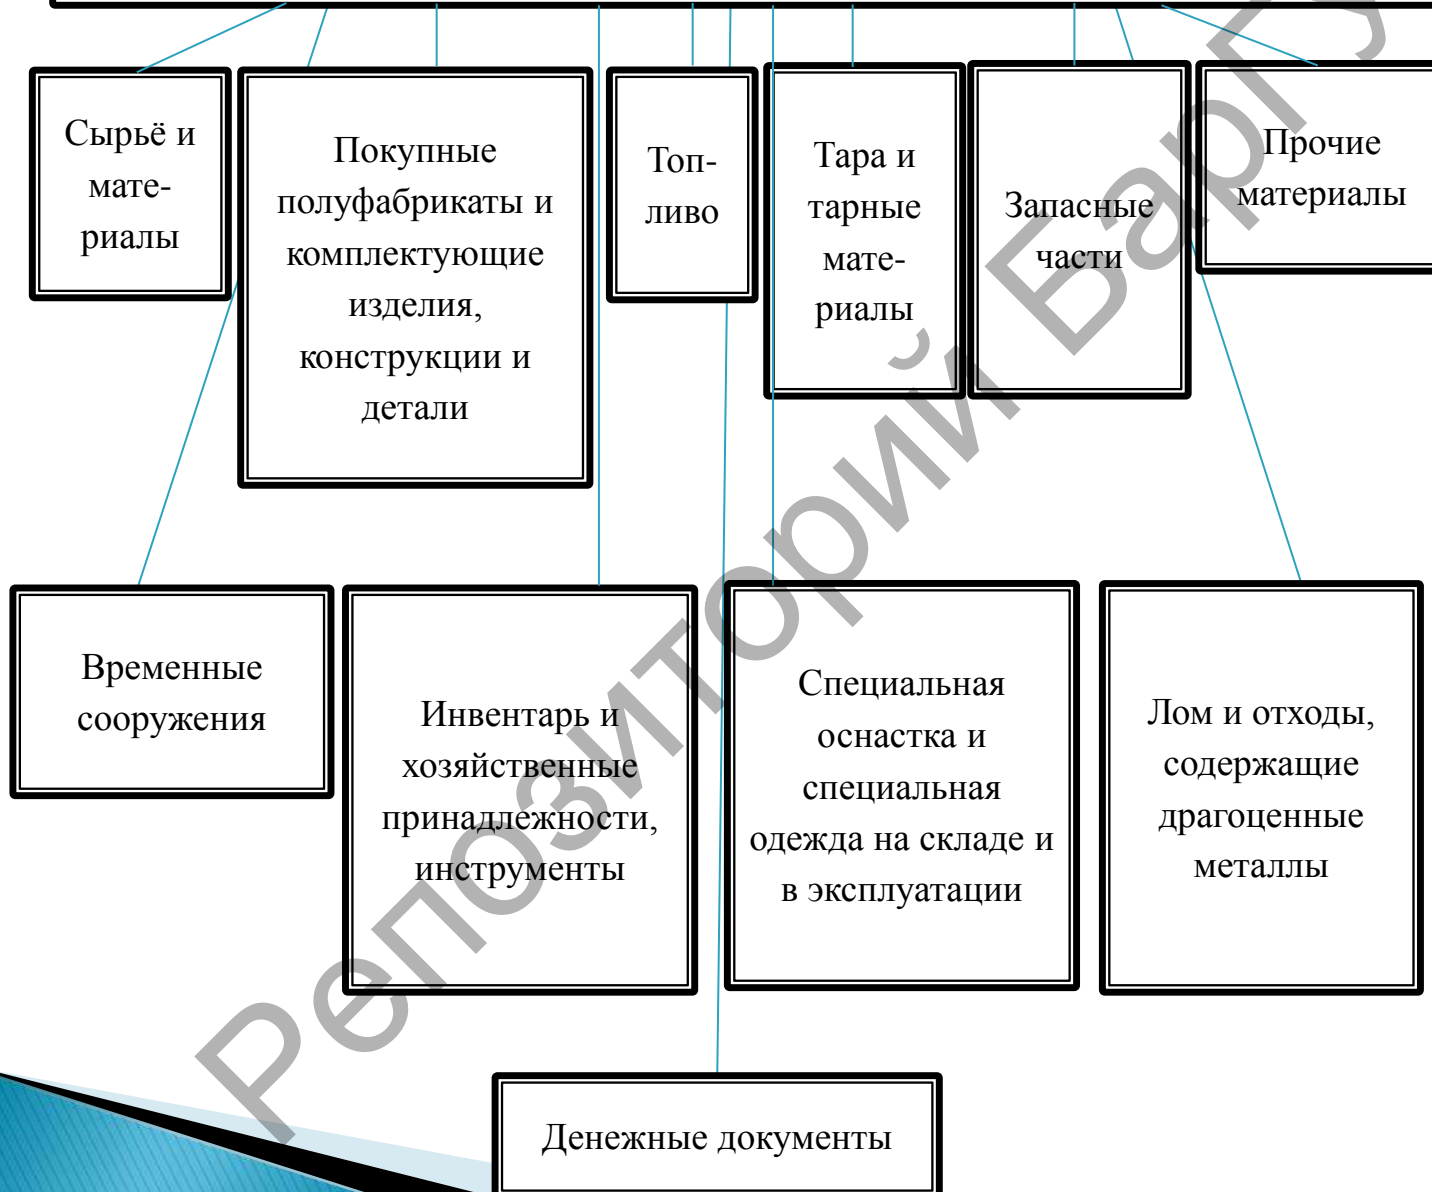 Сырьё и
мате-
риалы
Покупные
полуфабрикаты и
комплектующие
изделия,
конструкции и
детали
Топ-
ливо
Тара и
тарные
мате-
риалы
Запасные
части
Прочие
материалы
Временные
сооружения
Инвентарь и
хозяйственные
принадлежности,
инструменты
Специальная
оснастка и
специальная
одежда на складе и
в эксплуатации
Лом и отходы,
содержащие
драгоценные
металлы
Денежные документы
Репозиторий БарГУ